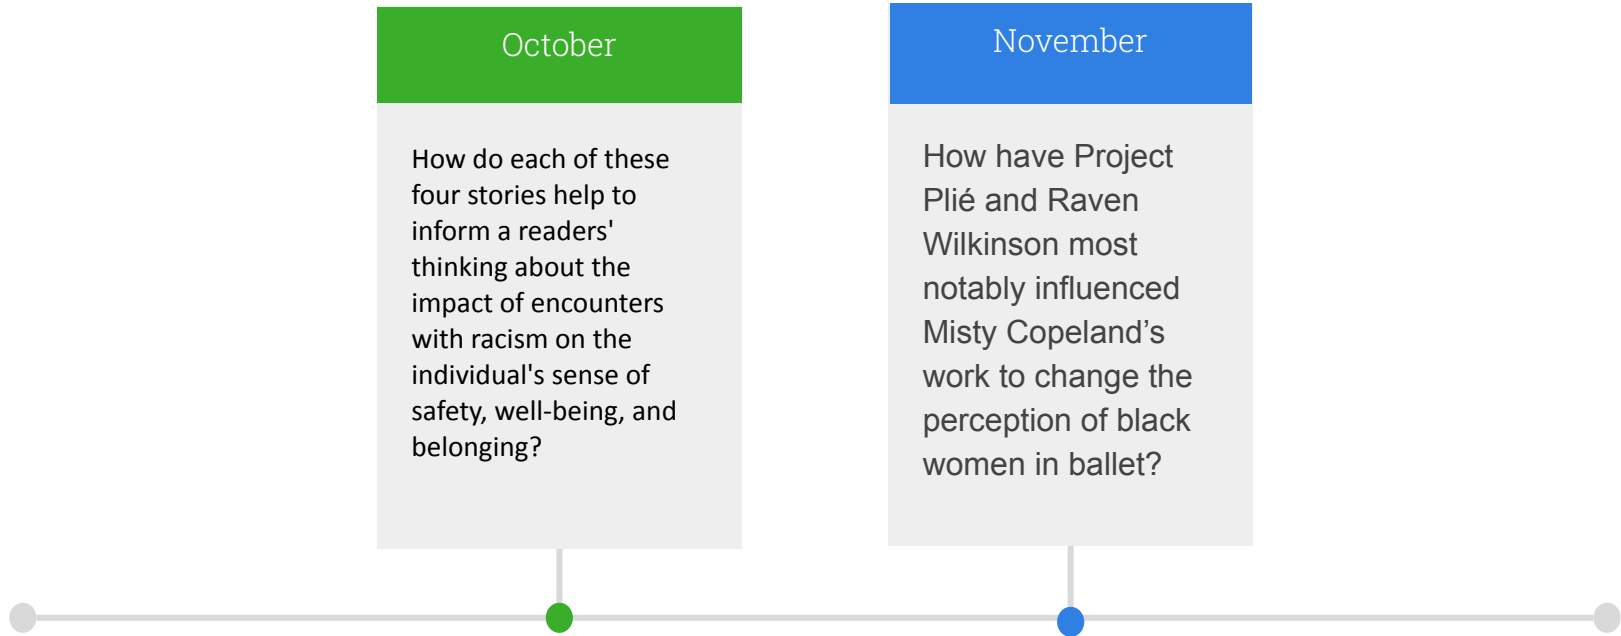 October
How do each of these
four stories help to
inform a readers'
thinking about the
impact of encounters
with racism on the
individual's sense of
safety, well-being, and
belonging?
November
How have Project
Plié and Raven
Wilkinson most
notably influenced
Misty Copeland’s
work to change the
perception of black
women in ballet?